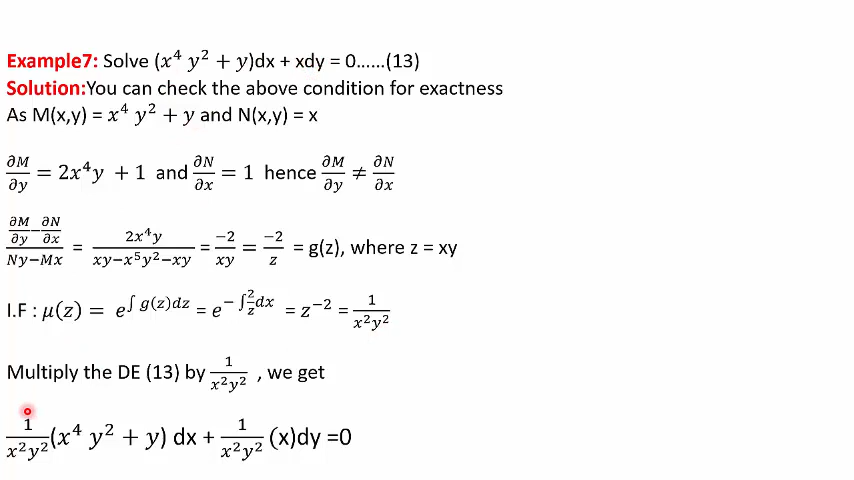 Example7: Solve (x⁴ y² + y)dx + xdy = 0......(13)
Solution:You can check the above condition for exactness
As M(x,y) = x⁴ y² + y and N(x,y) = x
∂M/∂y = 2x⁴y + 1 and ∂N/∂x = 1 hence ∂M/∂y ≠ ∂N/∂x
(∂M/∂y − ∂N/∂x)/(Ny−Mx) = 2x⁴y/(xy−x⁵y²−xy) = −2/xy = −2/z = g(z), where z = xy
I.F : μ(z) = e^(∫ g(z)dz) = e^(− ∫ 2/z dx) = z⁻² = 1/(x²y²)
Multiply the DE (13) by 1/(x²y²) , we get
1/(x²y²) (x⁴ y² + y) dx + 1/(x²y²) (x)dy =0